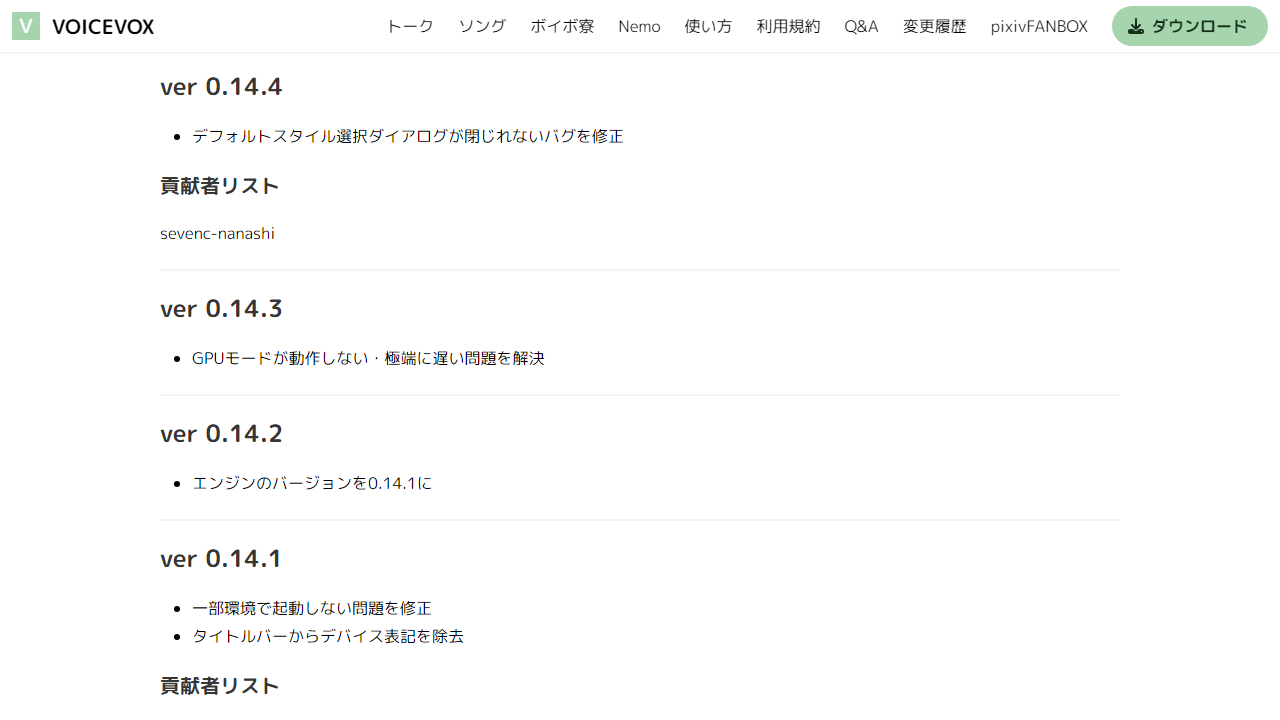 V VOICEVOX トーク ソング ボイボ寮 Nemo 使い方 利用規約 Q&A 変更履歴 pixivFANBOX ダウンロード
ver 0.14.4
デフォルトスタイル選択ダイアログが閉じれないバグを修正
貢献者リスト
sevenc-nanashi
ver 0.14.3
GPUモードが動作しない・極端に遅い問題を解決
ver 0.14.2
エンジンのバージョンを0.14.1に
ver 0.14.1
一部環境で起動しない問題を修正
タイトルバーからデバイス表記を除去
貢献者リスト